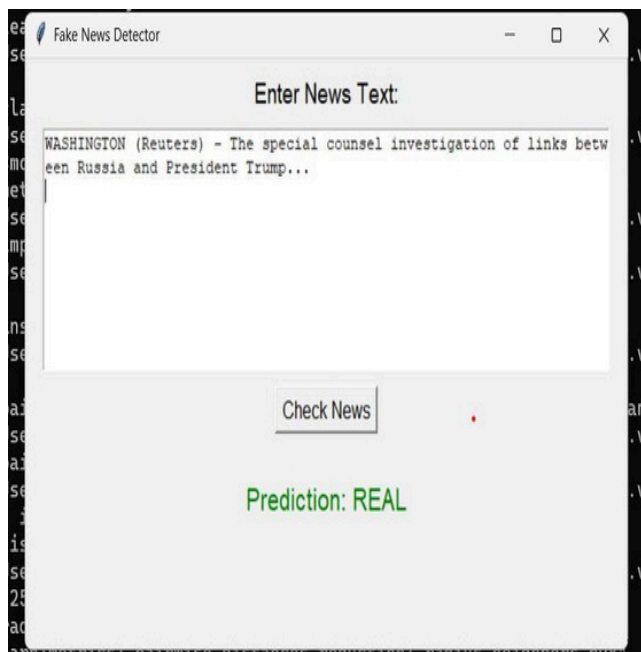 Fake News Detector
Enter News Text:
WASHINGTON (Reuters) - The special counsel investigation of links betw
een Russia and President Trump...
Check News
Prediction: REAL